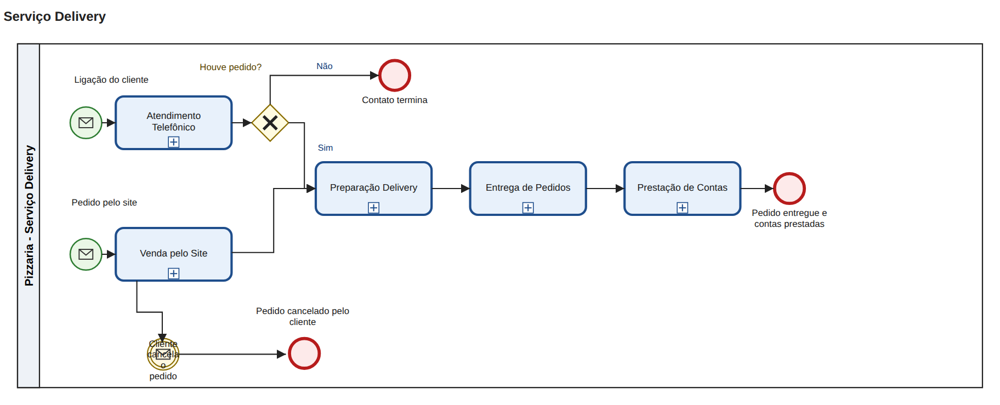 Serviço Delivery
Pizzaria - Serviço Delivery
Houve pedido?
Não
Ligação do cliente
Contato termina
Atendimento
Telefônico
Sim
Preparação Delivery
Entrega de Pedidos
Prestação de Contas
Pedido pelo site
Pedido entregue e
contas prestadas
Venda pelo Site
Pedido cancelado pelo
cliente
Cliente
cancela
o
pedido